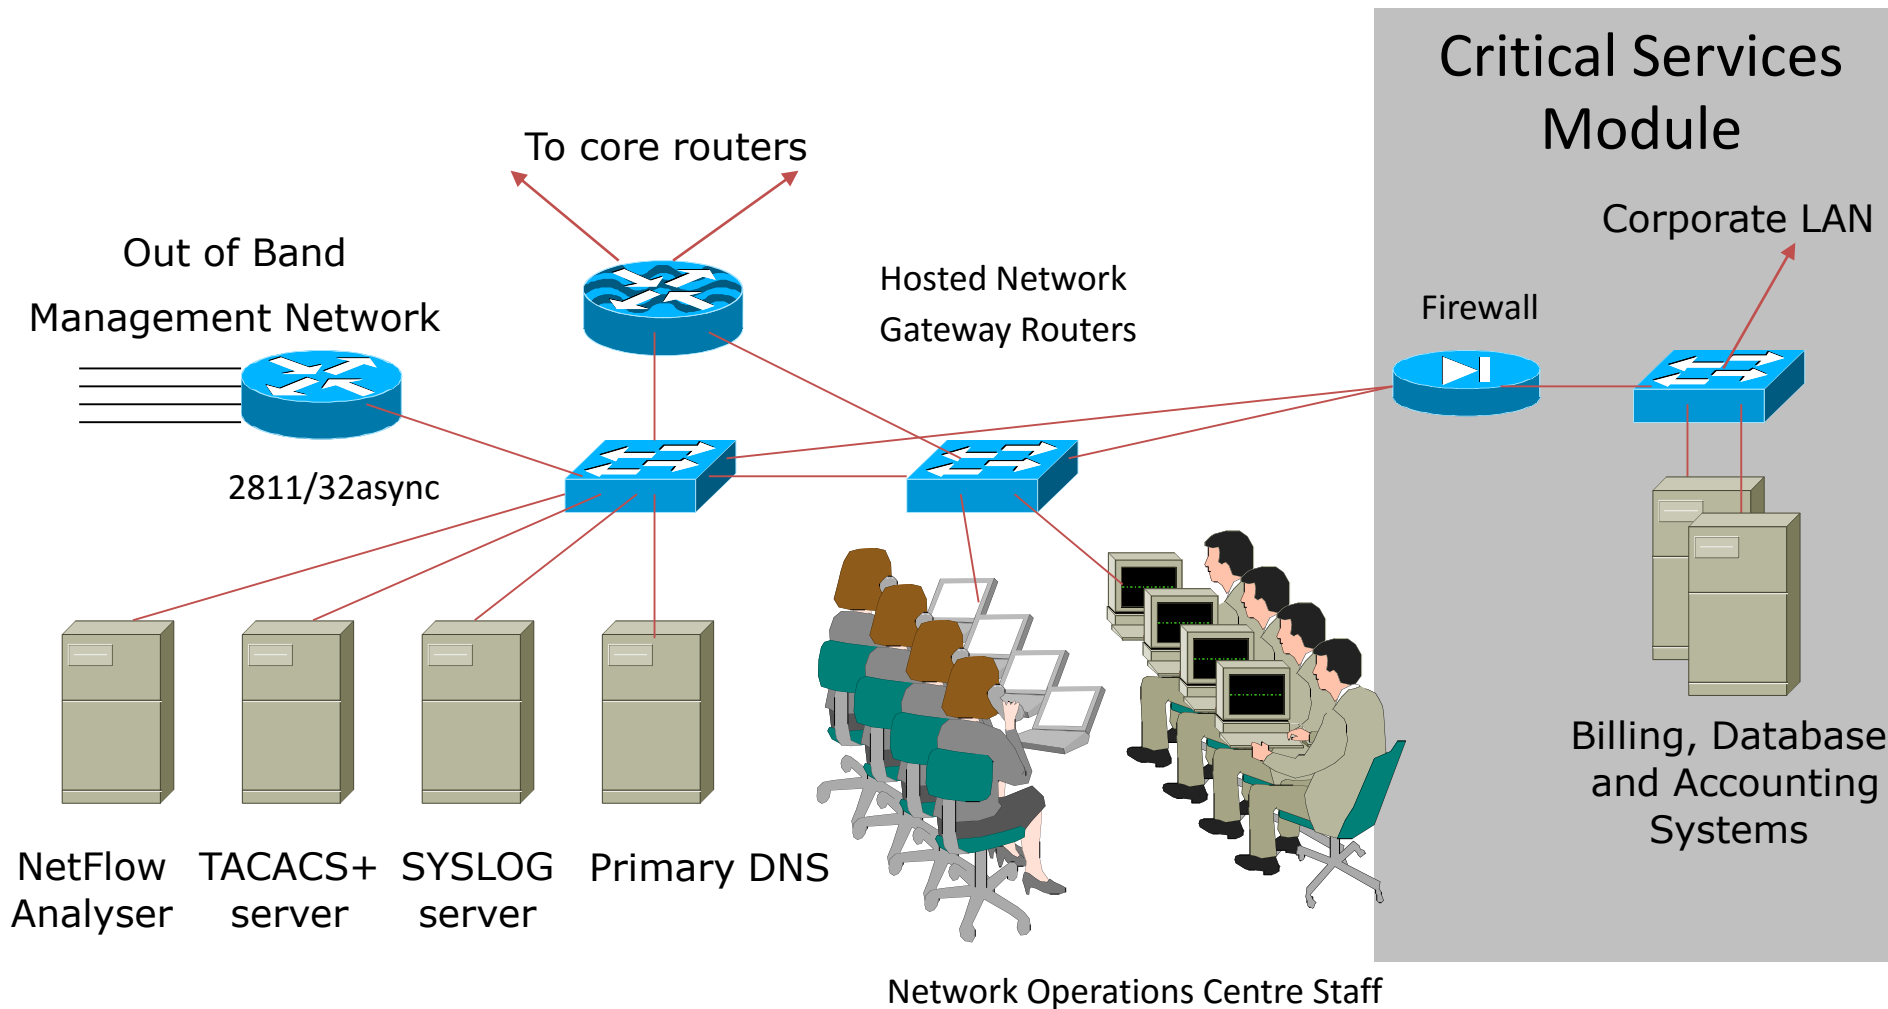 Critical Services
Module
To core routers
Corporate LAN
Out of Band
Management Network
Hosted Network
Gateway Routers
Firewall
2811/32async
NetFlow
Analyser
TACACS+
server
SYSLOG
server
Primary DNS
Billing, Database
and Accounting
Systems
Network Operations Centre Staff